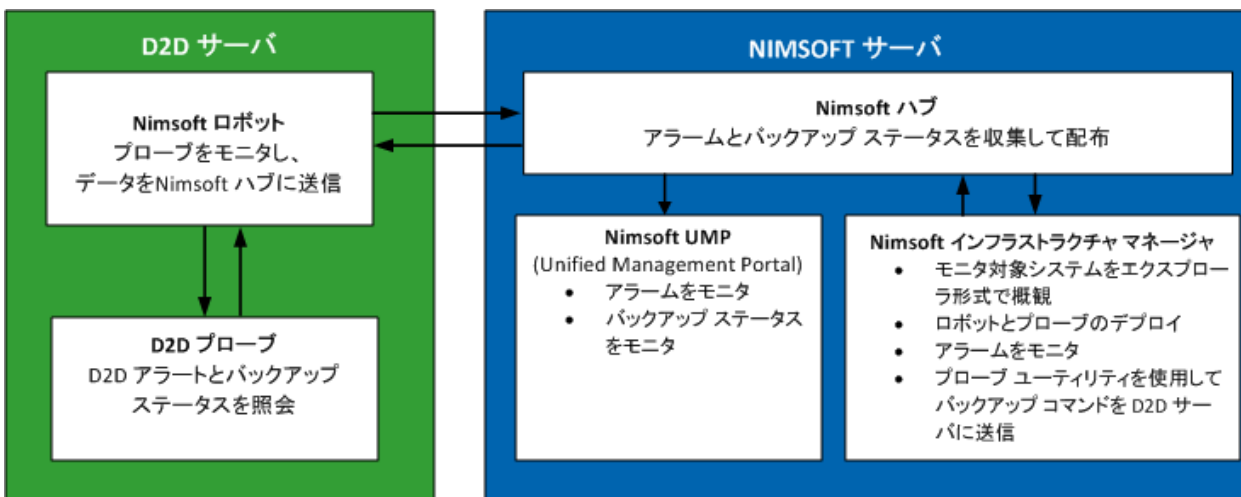 D2D サーバ
Nimsoft ロボット
プローブをモニタし、
データをNimsoft ハブに送信
D2D プローブ
D2D アラートとバックアップ
ステータスを照会
NIMSOFT サーバ
Nimsoft ハブ
アラームとバックアップ ステータスを収集して配布
Nimsoft UMP
(Unified Management Portal)
• アラームをモニタ
• バックアップ ステータス
をモニタ
Nimsoft インフラストラクチャ マネージャ
• モニタ対象システムをエクスプロー
ラ形式で概観
• ロボットとプローブのデプロイ
• アラームをモニタ
• プローブ ユーティリティを使用して
バックアップ コマンドを D2D サー
バに送信